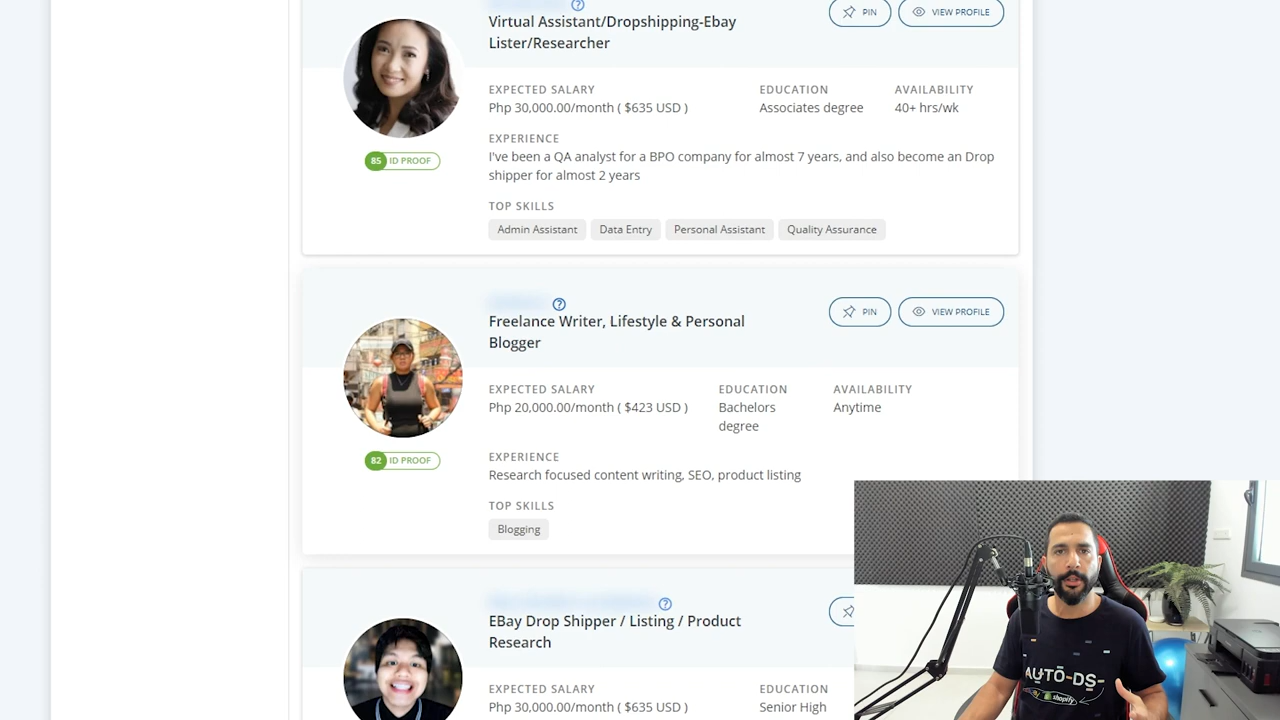 Virtual Assistant/Dropshipping-Ebay
Lister/Researcher
PIN
VIEW PROFILE
EXPECTED SALARY
EDUCATION
AVAILABILITY
Php 30,000.00/month ( $635 USD )
Associates degree
40+ hrs/wk
EXPERIENCE
I've been a QA analyst for a BPO company for almost 7 years, and also become an Drop
shipper for almost 2 years
85 ID PROOF
TOP SKILLS
Admin Assistant
Data Entry
Personal Assistant
Quality Assurance
Freelance Writer, Lifestyle & Personal
Blogger
PIN
VIEW PROFILE
EXPECTED SALARY
EDUCATION
AVAILABILITY
Php 20,000.00/month ( $423 USD )
Bachelors
degree
Anytime
82 ID PROOF
EXPERIENCE
Research focused content writing, SEO, product listing
TOP SKILLS
Blogging
EBay Drop Shipper / Listing / Product
Research
EXPECTED SALARY
EDUCATION
Php 30,000.00/month ( $635 USD )
Senior High
AUTO-DS
shopify